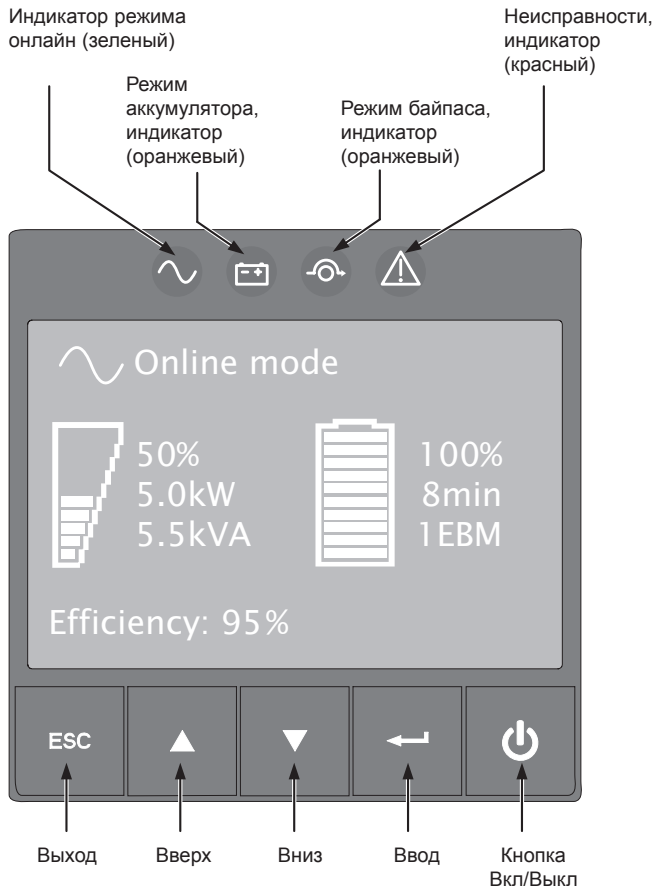 Индикатор режима
онлайн (зеленый)
Режим
аккумулятора,
индикатор
(оранжевый)
Режим байпаса,
индикатор
(оранжевый)
Неисправности,
индикатор
(красный)
Online mode
50%
5.0kW
5.5kVA
100%
8min
1EBM
Efficiency: 95%
ESC
Выход
Вверх
Вниз
Ввод
Кнопка
Вкл/Выкл